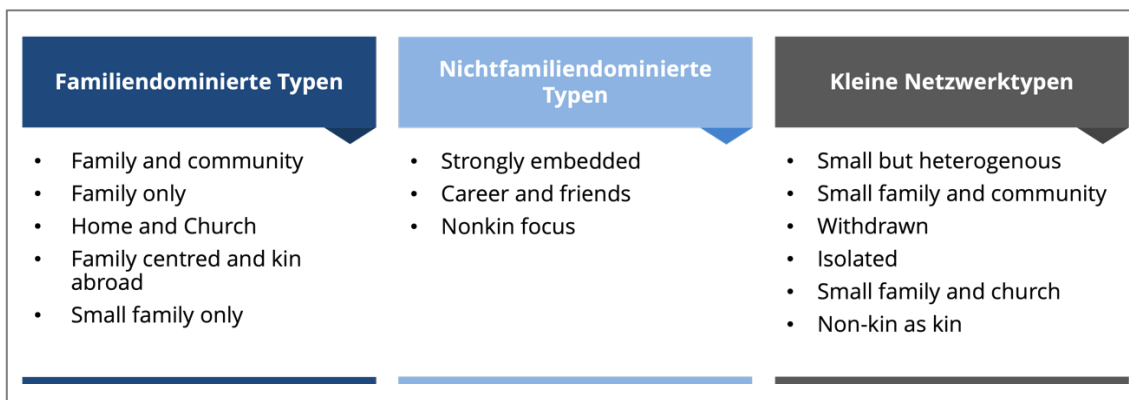 Familiendominierte Typen
• Family and community
• Family only
• Home and Church
• Family centred and kin
abroad
• Small family only
Nichtfamiliendominierte
Typen
• Strongly embedded
• Career and friends
• Nonkin focus
Kleine Netzwerktypen
• Small but heterogenous
• Small family and community
• Withdrawn
• Isolated
• Small family and church
• Non-kin as kin